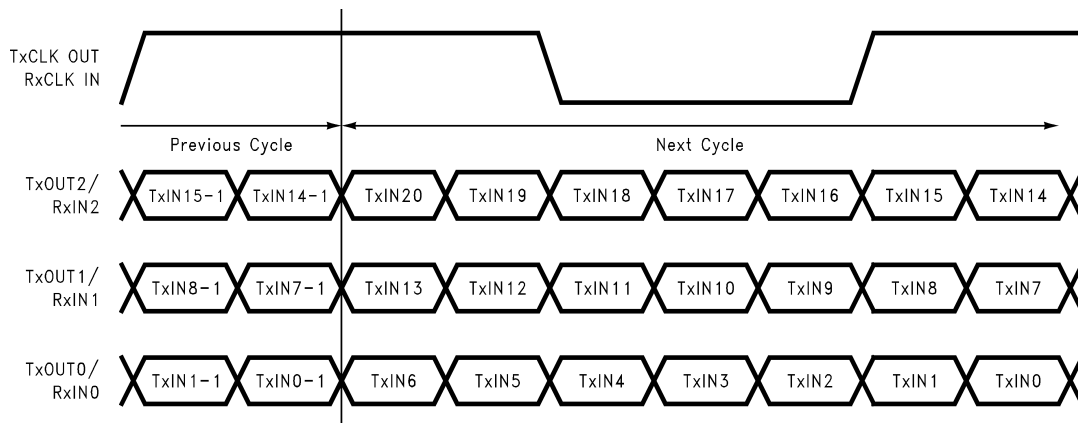 TxCLK OUT
RxCLK IN
Previous Cycle
Next Cycle
TxOUT2/
RxIN2
TxIN15-1 TxIN14-1 TxIN20 TxIN19 TxIN18 TxIN17 TxIN16 TxIN15 TxIN14
TxOUT1/
RxIN1
TxIN8-1 TxIN7-1 TxIN13 TxIN12 TxIN11 TxIN10 TxIN9 TxIN8 TxIN7
TxOUT0/
RxIN0
TxIN1-1 TxIN0-1 TxIN6 TxIN5 TxIN4 TxIN3 TxIN2 TxIN1 TxIN0